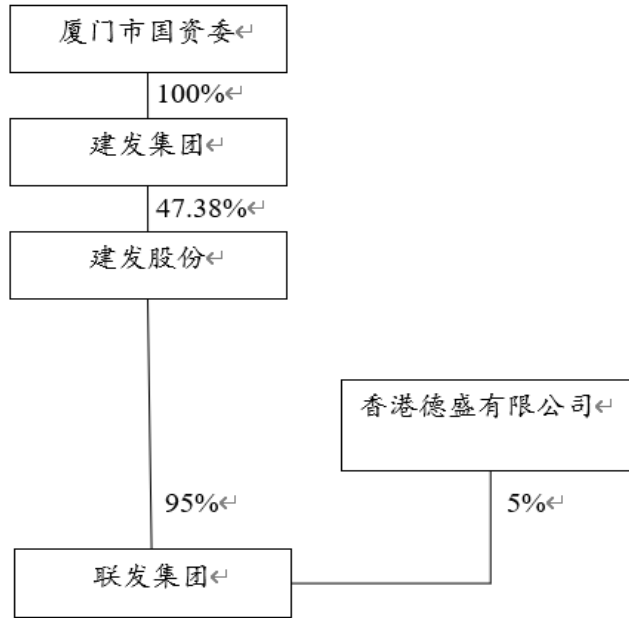 厦门市国资委
100%
建发集团
47.38%
建发股份
香港德盛有限公司
95%
5%
联发集团